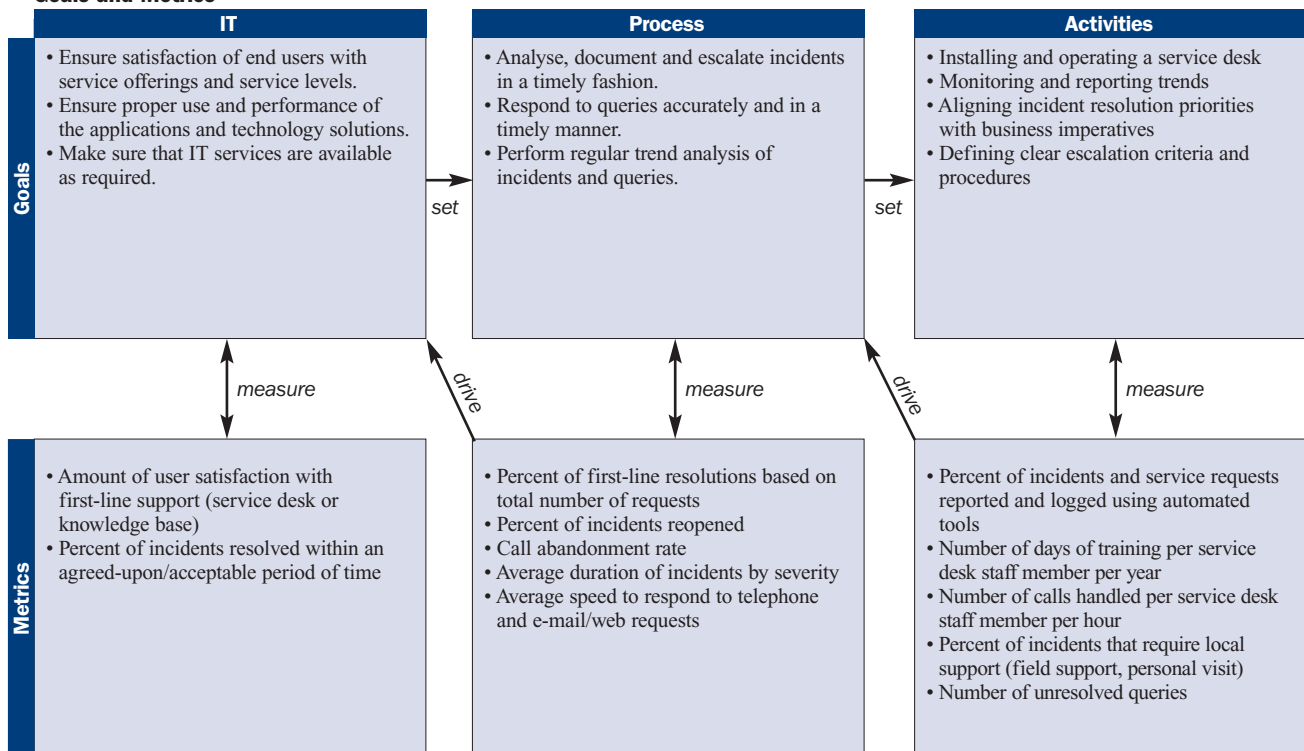 Goals and Metrics
IT
Process
Activities
Goals
• Ensure satisfaction of end users with
service offerings and service levels.
• Ensure proper use and performance of
the applications and technology solutions.
• Make sure that IT services are available
as required.
set
• Analyse, document and escalate incidents
in a timely fashion.
• Respond to queries accurately and in a
timely manner.
• Perform regular trend analysis of
incidents and queries.
set
• Installing and operating a service desk
• Monitoring and reporting trends
• Aligning incident resolution priorities
with business imperatives
• Defining clear escalation criteria and
procedures
measure
drive
measure
drive
measure
Metrics
• Amount of user satisfaction with
first-line support (service desk or
knowledge base)
• Percent of incidents resolved within an
agreed-upon/acceptable period of time
• Percent of first-line resolutions based on
total number of requests
• Percent of incidents reopened
• Call abandonment rate
• Average duration of incidents by severity
• Average speed to respond to telephone
and e-mail/web requests
• Percent of incidents and service requests
reported and logged using automated
tools
• Number of days of training per service
desk staff member per year
• Number of calls handled per service desk
staff member per hour
• Percent of incidents that require local
support (field support, personal visit)
• Number of unresolved queries